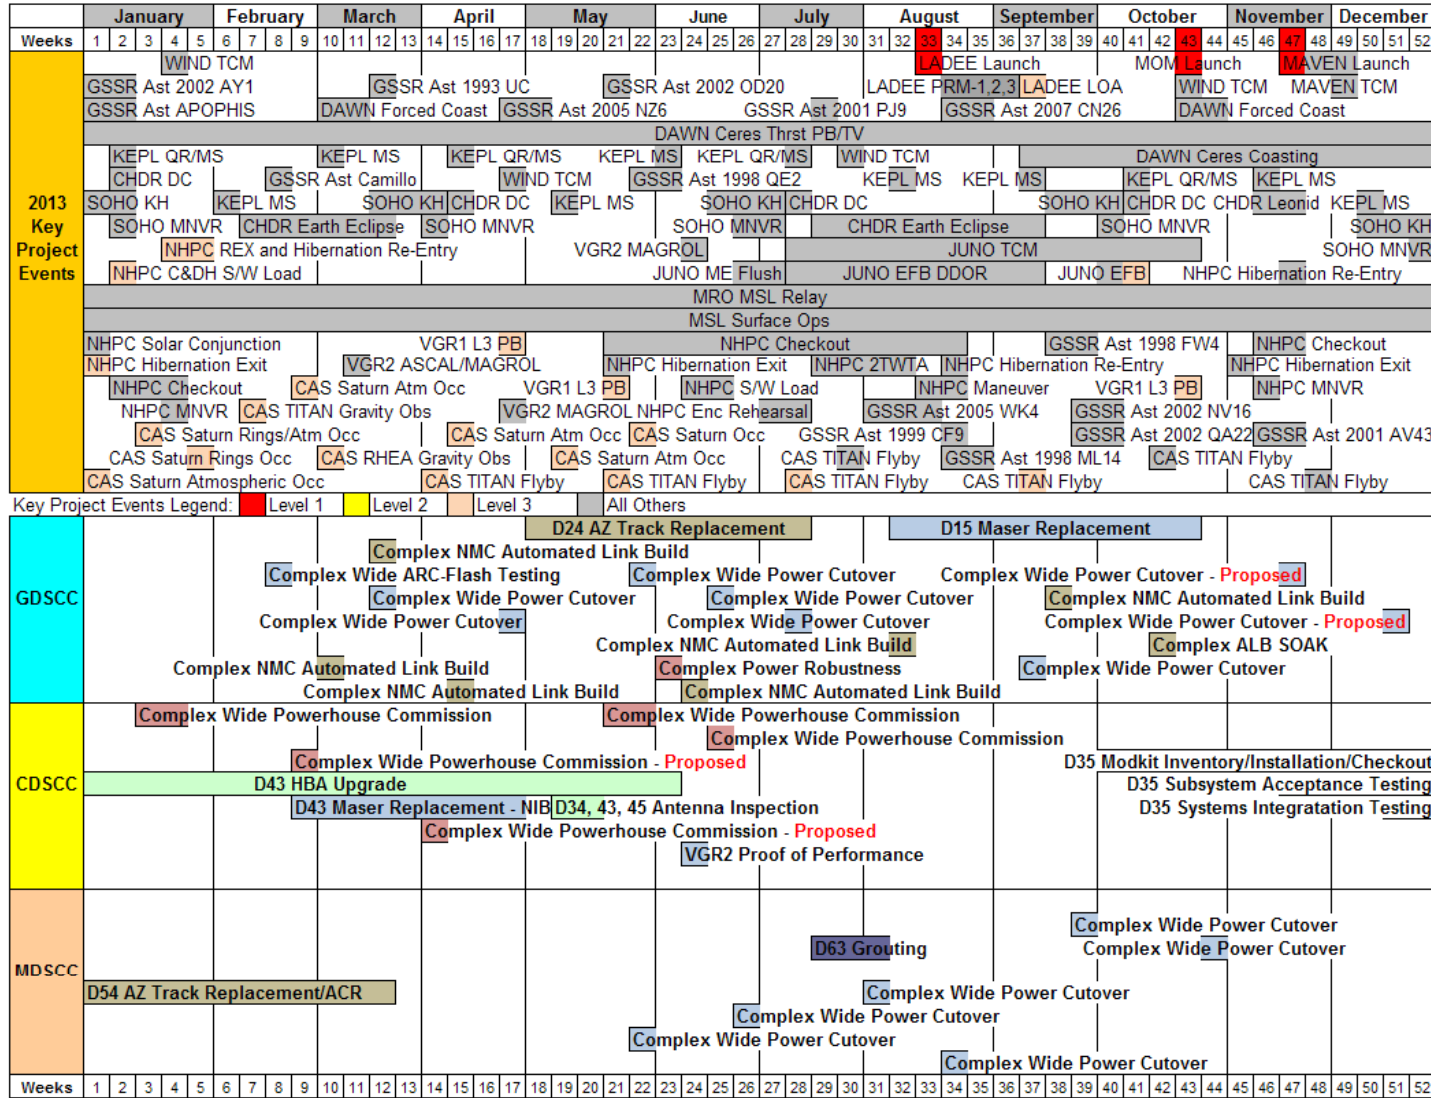 January February March April May June July August September October November December
Weeks 1 2 3 4 5 6 7 8 9 10 11 12 13 14 15 16 17 18 19 20 21 22 23 24 25 26 27 28 29 30 31 32 33 34 35 36 37 38 39 40 41 42 43 44 45 46 47 48 49 50 51 52
2013 Key Project Events
WIND TCM LADEE Launch MOM Launch MAVEN Launch
GSSR Ast 2002 AY1 GSSR Ast 1993 UC GSSR Ast 2002 OD20 LADEE PRM-1,2,3 LADEE LOA WIND TCM MAVEN TCM
GSSR Ast APOPHIS DAWN Forced Coast GSSR Ast 2005 NZ6 GSSR Ast 2001 PJ9 GSSR Ast 2007 CN26 DAWN Forced Coast
DAWN Ceres Thrst PB/TV
KEPL QR/MS KEPL MS KEPL QR/MS KEPL MS KEPL QR/MS WIND TCM DAWN Ceres Coasting
CHDR DC GSSR Ast Camillo WIND TCM GSSR Ast 1998 QE2 KEPL MS KEPL MS KEPL QR/MS KEPL MS
SOHO KH KEPL MS SOHO KH CHDR DC KEPL MS SOHO KH CHDR DC SOHO KH CHDR DC CHDR Leonid KEPL MS
SOHO MNVR CHDR Earth Eclipse SOHO MNVR SOHO MNVR CHDR Earth Eclipse SOHO MNVR SOHO KH
NHPC REX and Hibernation Re-Entry VGR2 MAGROL JUNO TCM SOHO MNVR
NHPC C&DH S/W Load JUNO ME Flush JUNO EFB DDOR JUNO EFB NHPC Hibernation Re-Entry
MRO MSL Relay
MSL Surface Ops
NHPC Solar Conjunction VGR1 L3 PB NHPC Checkout GSSR Ast 1998 FW4 NHPC Checkout
NHPC Hibernation Exit VGR2 ASCAL/MAGROL NHPC Hibernation Exit NHPC 2TWTA NHPC Hibernation Re-Entry NHPC Hibernation Exit
NHPC Checkout CAS Saturn Atm Occ VGR1 L3 PB NHPC S/W Load NHPC Maneuver VGR1 L3 PB NHPC MNVR
NHPC MNVR CAS TITAN Gravity Obs VGR2 MAGROL NHPC Enc Rehearsal GSSR Ast 2005 WK4 GSSR Ast 2002 NV16
CAS Saturn Rings/Atm Occ CAS Saturn Atm Occ CAS Saturn Occ GSSR Ast 1999 CF9 GSSR Ast 2002 QA22 GSSR Ast 2001 AV43
CAS Saturn Rings Occ CAS RHEA Gravity Obs CAS Saturn Atm Occ CAS TITAN Flyby GSSR Ast 1998 ML14 CAS TITAN Flyby
CAS Saturn Atmospheric Occ CAS TITAN Flyby CAS TITAN Flyby CAS TITAN Flyby CAS TITAN Flyby CAS TITAN Flyby
Key Project Events Legend: Level 1 Level 2 Level 3 All Others
GDSCC
D24 AZ Track Replacement D15 Maser Replacement
Complex NMC Automated Link Build
Complex Wide ARC-Flash Testing Complex Wide Power Cutover Complex Wide Power Cutover - Proposed
Complex Wide Power Cutover Complex Wide Power Cutover Complex NMC Automated Link Build
Complex Wide Power Cutover Complex Wide Power Cutover Complex Wide Power Cutover - Proposed
Complex NMC Automated Link Build Complex ALB SOAK
Complex NMC Automated Link Build Complex Power Robustness Complex Wide Power Cutover
Complex NMC Automated Link Build Complex NMC Automated Link Build
CDSCC
Complex Wide Powerhouse Commission Complex Wide Powerhouse Commission
Complex Wide Powerhouse Commission
Complex Wide Powerhouse Commission - Proposed D35 Modkit Inventory/Installation/Checkout
D43 HBA Upgrade D35 Subsystem Acceptance Testing
D43 Maser Replacement - NIB D34, 43, 45 Antenna Inspection D35 Systems Integratation Testing
Complex Wide Powerhouse Commission - Proposed
VGR2 Proof of Performance
MDSCC
Complex Wide Power Cutover
D63 Grouting Complex Wide Power Cutover
D54 AZ Track Replacement/ACR Complex Wide Power Cutover
Complex Wide Power Cutover
Complex Wide Power Cutover
Complex Wide Power Cutover
Weeks 1 2 3 4 5 6 7 8 9 10 11 12 13 14 15 16 17 18 19 20 21 22 23 24 25 26 27 28 29 30 31 32 33 34 35 36 37 38 39 40 41 42 43 44 45 46 47 48 49 50 51 52